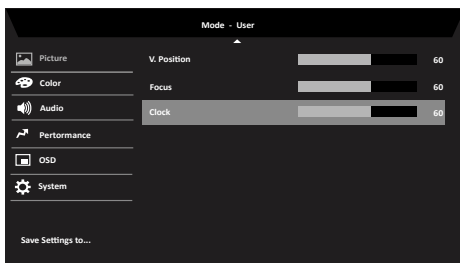 Mode - User
Picture
Color
Audio
Pertormance
OSD
System
Save Settings to...
V. Position 60
Focus 60
Clock 60